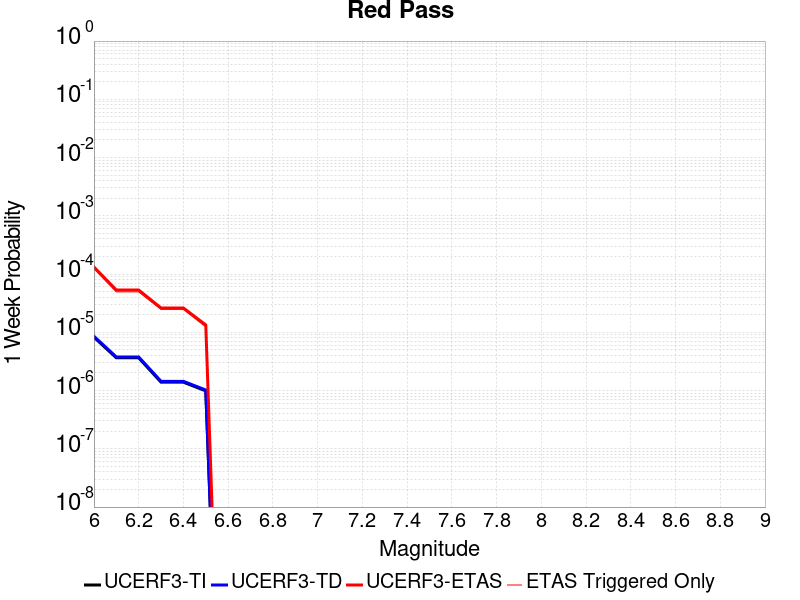 Red Pass
1 Week Probability
10^0
10^-1
10^-2
10^-3
10^-4
10^-5
10^-6
10^-7
10^-8
6 6.2 6.4 6.6 6.8 7 7.2 7.4 7.6 7.8 8 8.2 8.4 8.6 8.8 9
Magnitude
UCERF3-TI UCERF3-TD UCERF3-ETAS ETAS Triggered Only